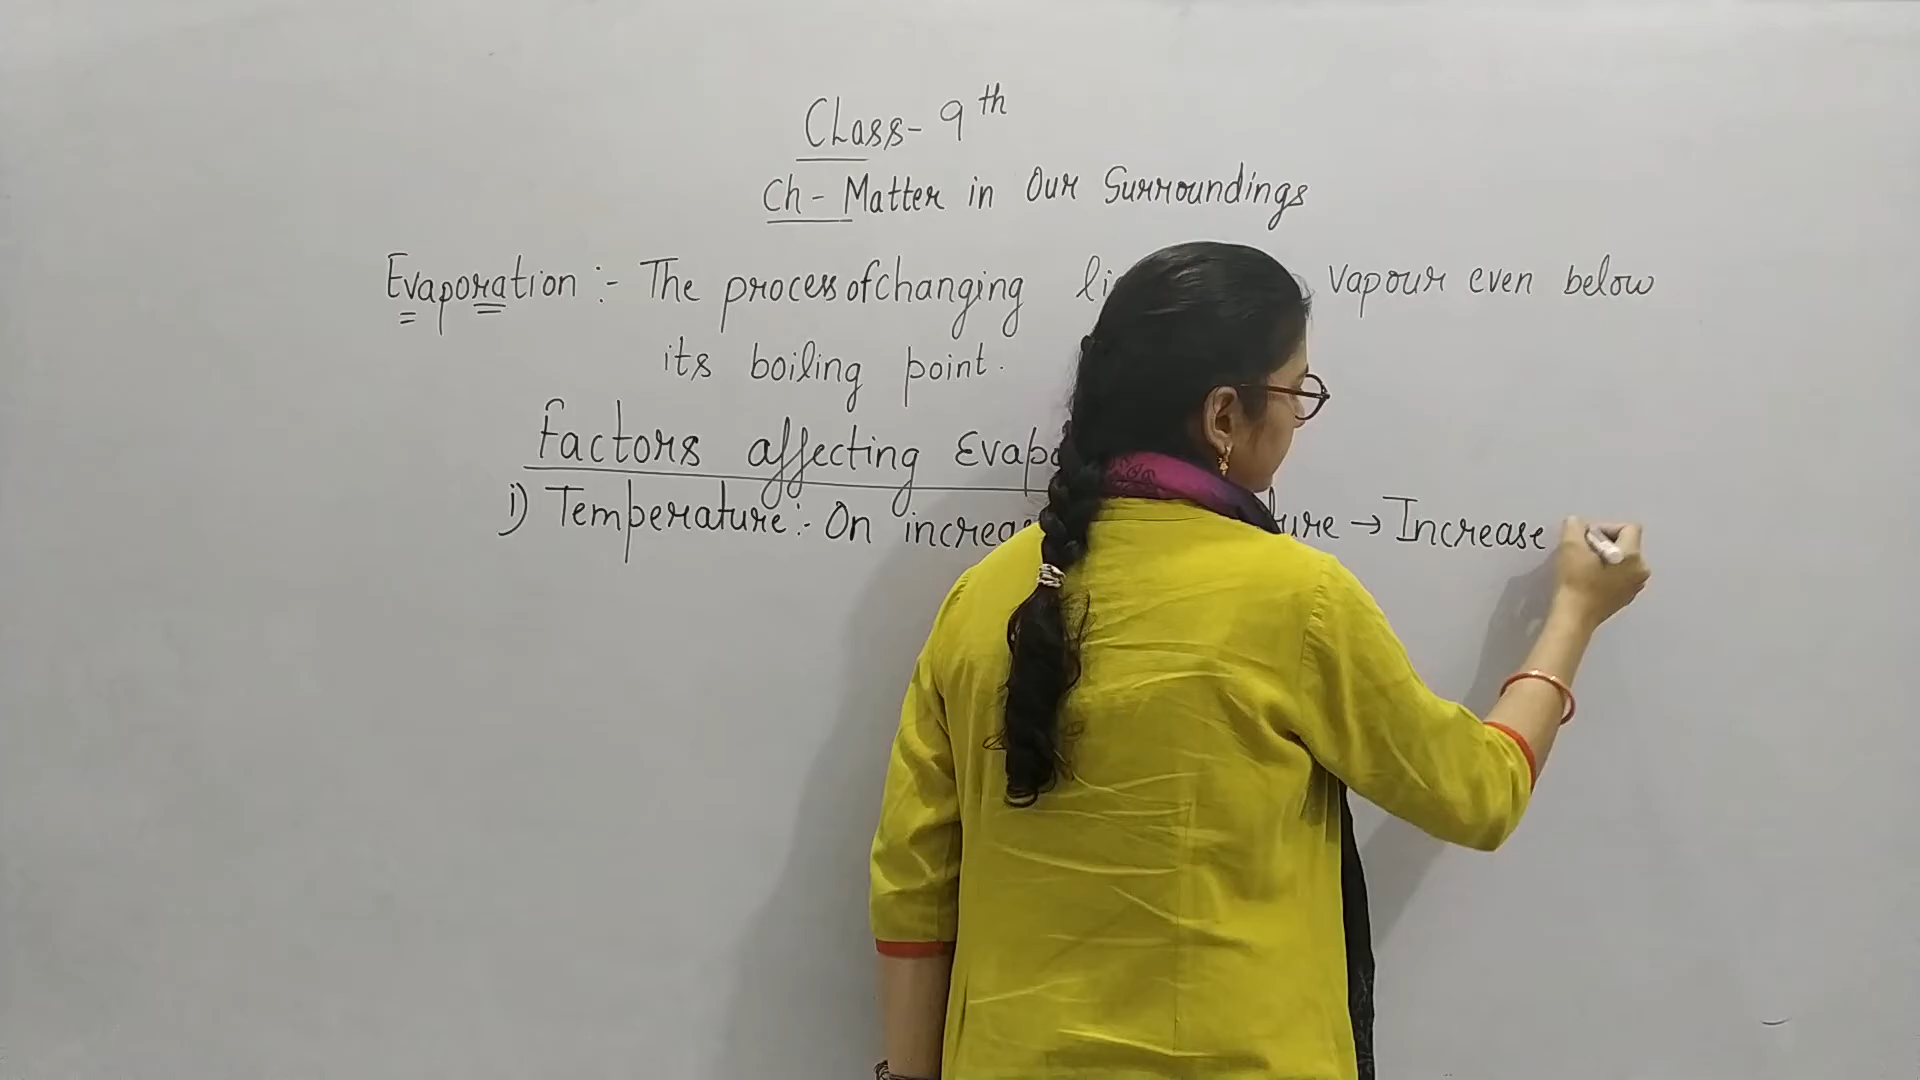 Class- 9th
Ch- Matter in Our Surroundings
Evaporation :- The process of changing vapour even below
its boiling point.
Factors affecting
i) Temperature :- On → Increase